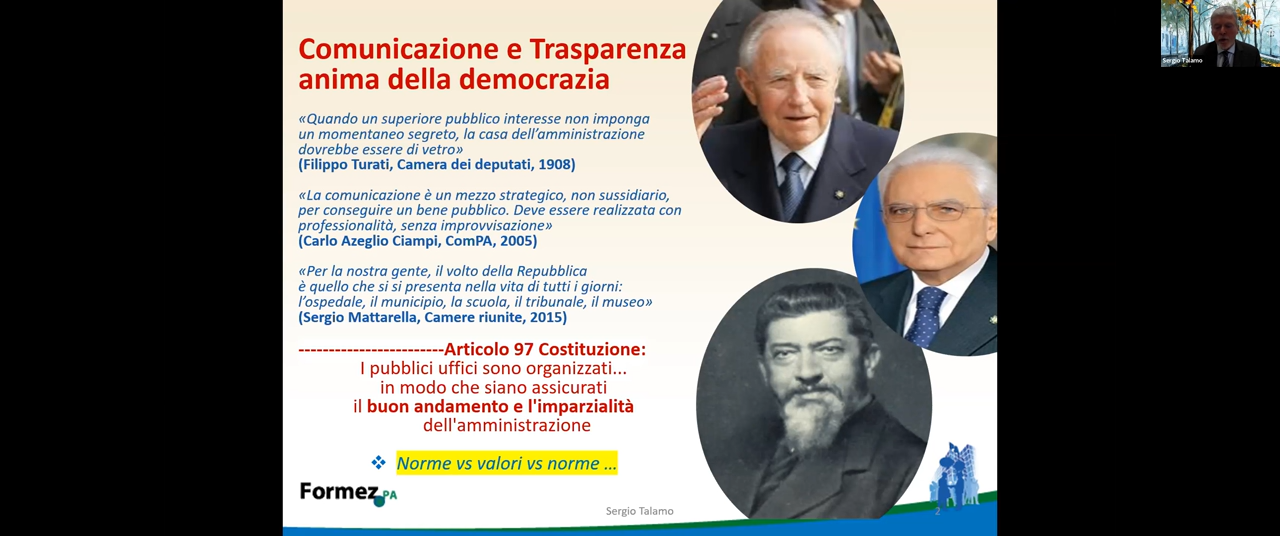 Comunicazione e Trasparenza
anima della democrazia
«Quando un superiore pubblico interesse non imponga
un momentaneo segreto, la casa dell'amministrazione
dovrebbe essere di vetro»
(Filippo Turati, Camera dei deputati, 1908)
«La comunicazione è un mezzo strategico, non sussidiario,
per conseguire un bene pubblico. Deve essere realizzata con
professionalità, senza improvvisazione»
(Carlo Azeglio Ciampi, ComPA, 2005)
«Per la nostra gente, il volto della Repubblica
è quello che si si presenta nella vita di tutti i giorni:
l'ospedale, il municipio, la scuola, il tribunale, il museo»
(Sergio Mattarella, Camere riunite, 2015)
------------------------Articolo 97 Costituzione:
I pubblici uffici sono organizzati...
in modo che siano assicurati
il buon andamento e l'imparzialità
dell'amministrazione
❖ Norme vs valori vs norme ...
Formez PA
Sergio Talamo
2
Sergio Talamo